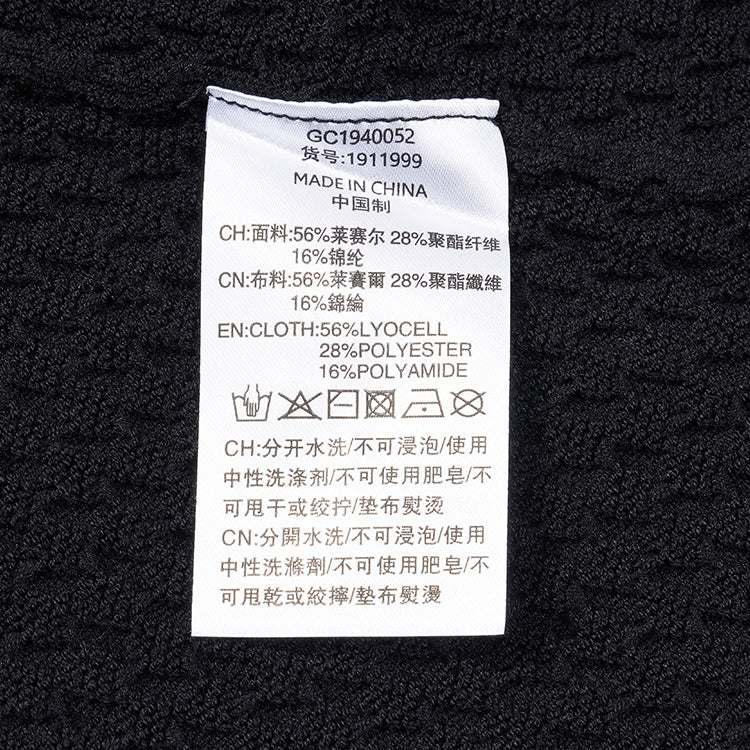 GC1940052
货号:1911999
MADE IN CHINA
中国制
CH:面料:56%莱赛尔 28%聚酯纤维
16%锦纶
CN:布料:56%萊賽爾 28%聚酯纖維
16%錦綸
EN:CLOTH:56%LYOCELL
28%POLYESTER
16%POLYAMIDE
CH:分开水洗/不可浸泡/使用
中性洗涤剂/不可使用肥皂/不
可甩干或绞拧/垫布熨烫
CN:分開水洗/不可浸泡/使用
中性洗滌劑/不可使用肥皂/不
可甩乾或絞擰/墊布熨燙